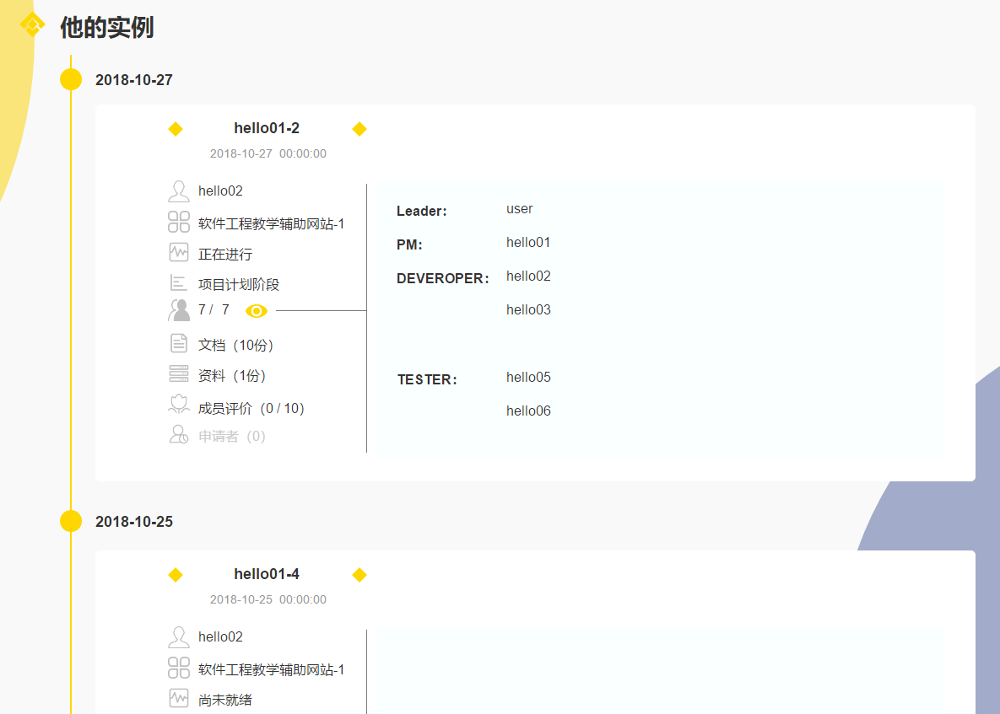 他的实例
2018-10-27
hello01-2
2018-10-27 00:00:00
hello02
软件工程教学辅助网站-1
正在进行
项目计划阶段
7 / 7
文档（10份）
资料（1份）
成员评价（0 / 10）
申请者（0）
Leader： user
PM： hello01
DEVEROPER： hello02
hello03
TESTER： hello05
hello06
2018-10-25
hello01-4
2018-10-25 00:00:00
hello02
软件工程教学辅助网站-1
尚未就绪